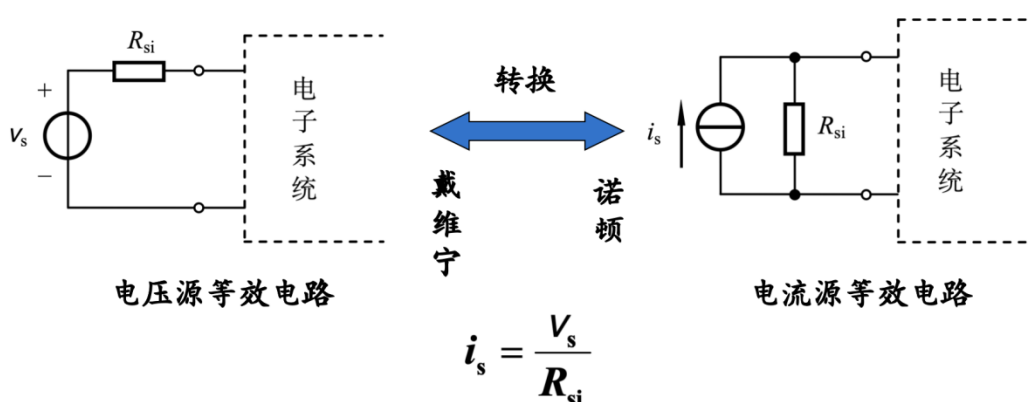 R_si
+
v_s
−
电子系统
转换
戴维宁
诺顿
i_s
R_si
电子系统
电压源等效电路
电流源等效电路
i_s = v_s / R_si